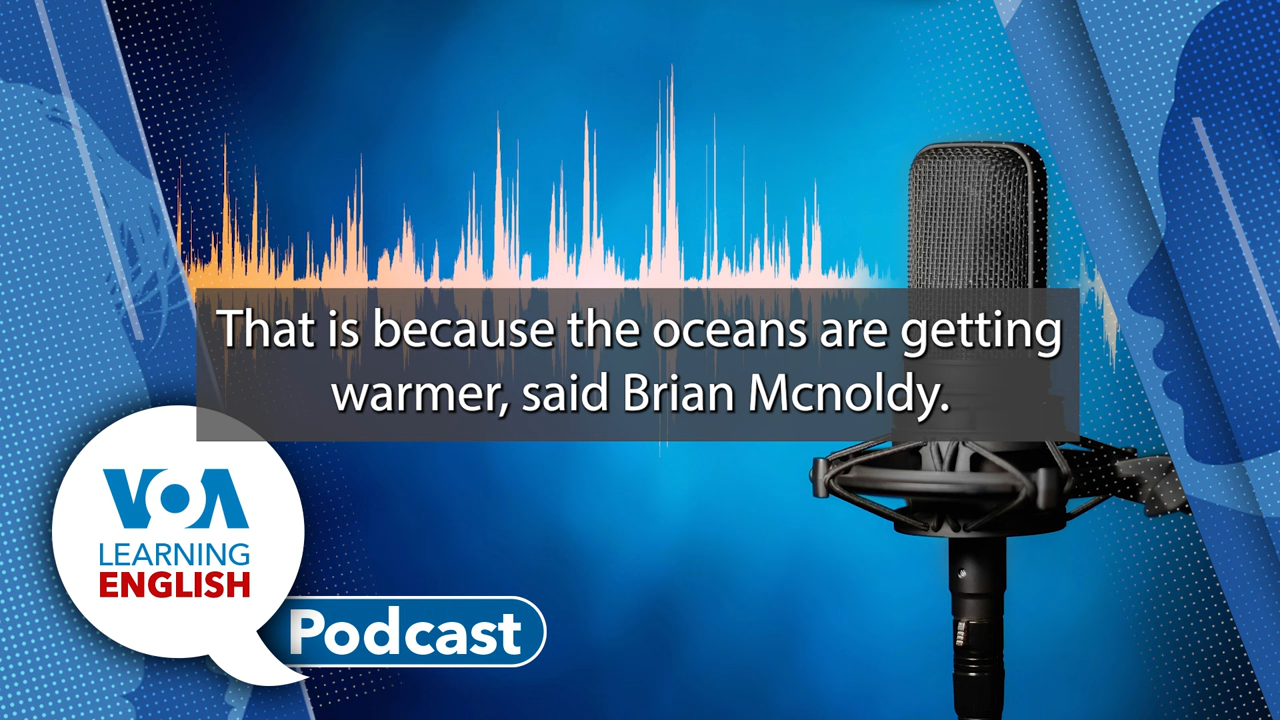 That is because the oceans are getting
warmer, said Brian Mcnoldy.
VOA
LEARNING
ENGLISH
Podcast